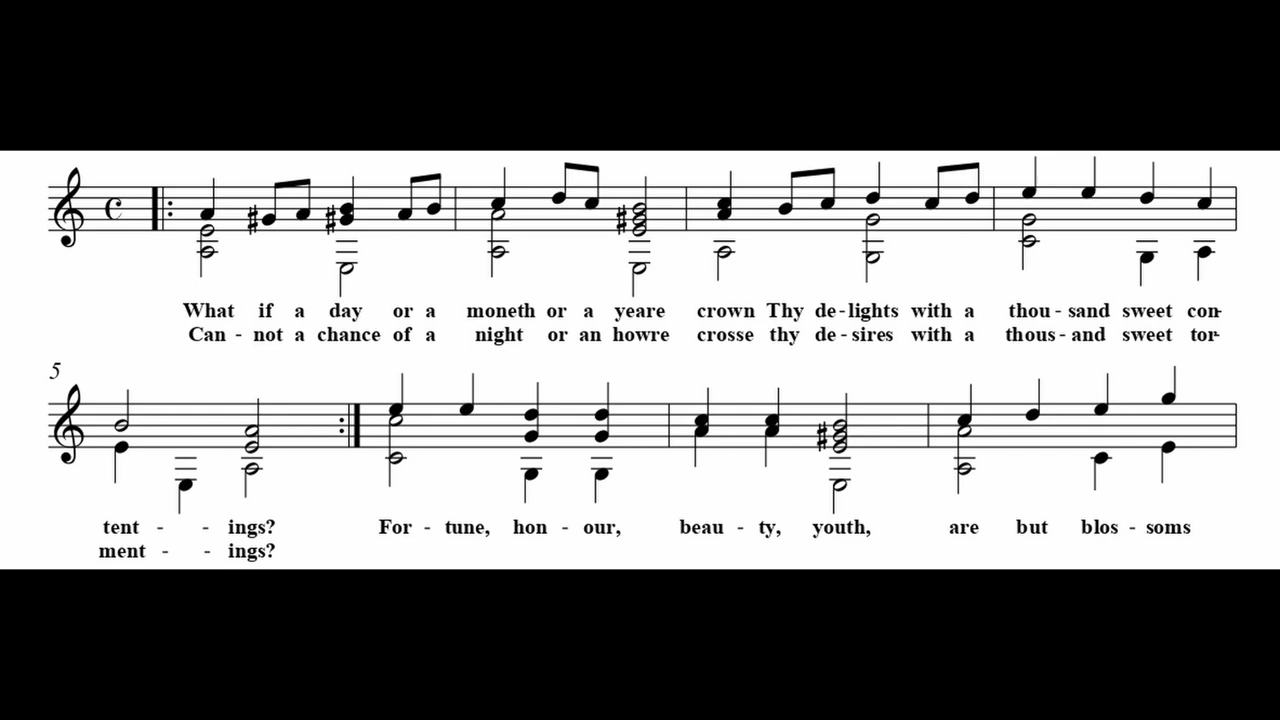 What if a day or a moneth or a yeare crown Thy de-lights with a thou-sand sweet con-
Can-not a chance of a night or an howre crosse thy de-sires with a thous-and sweet tor-
5
tent - - ings? For-tune, hon-our, beau-ty, youth, are but blos-soms
ment - - ings?